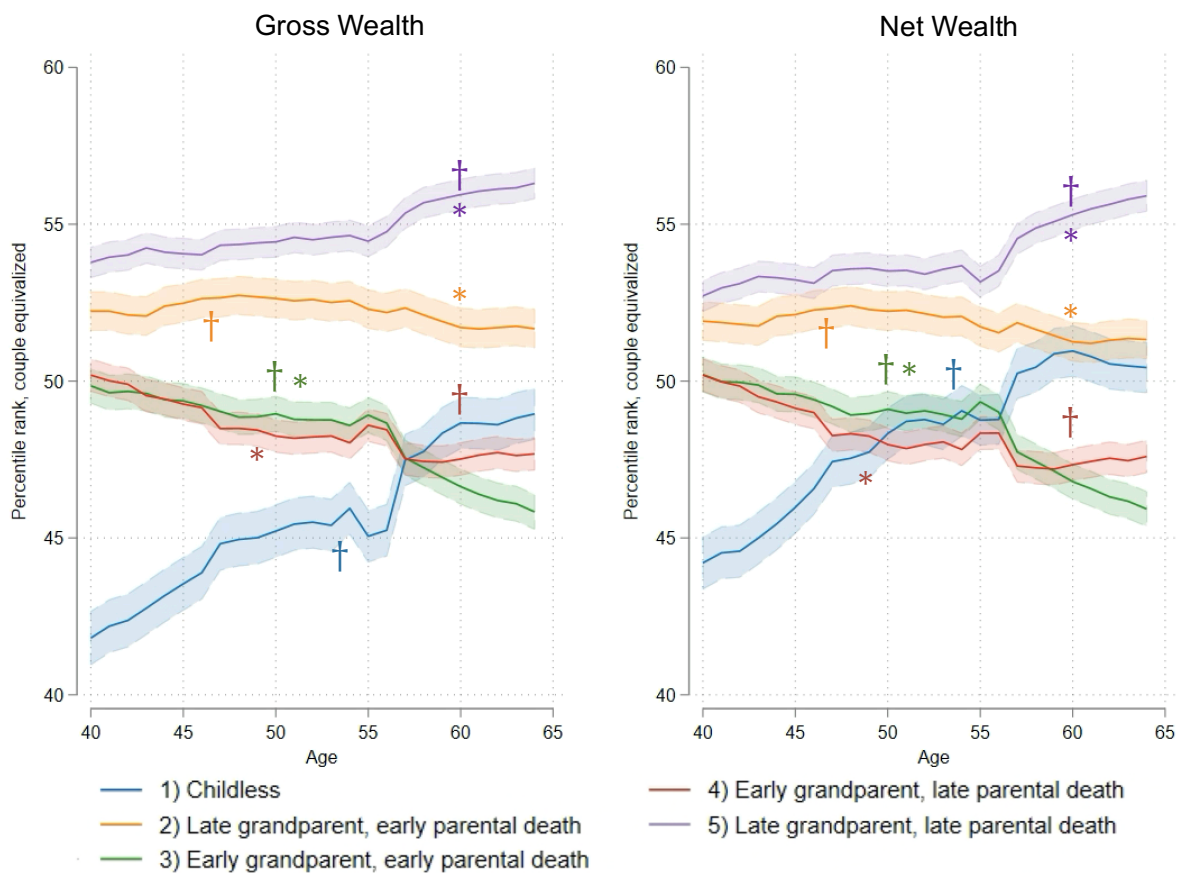 Gross Wealth
Net Wealth
60
55
50
45
40
Percentile rank, couple equivalized
40 45 50 55 60 65
Age
60
55
50
45
40
Percentile rank, couple equivalized
40 45 50 55 60 65
Age
† * * † † * † * †
† * * † * † † * †
1) Childless
2) Late grandparent, early parental death
3) Early grandparent, early parental death
4) Early grandparent, late parental death
5) Late grandparent, late parental death